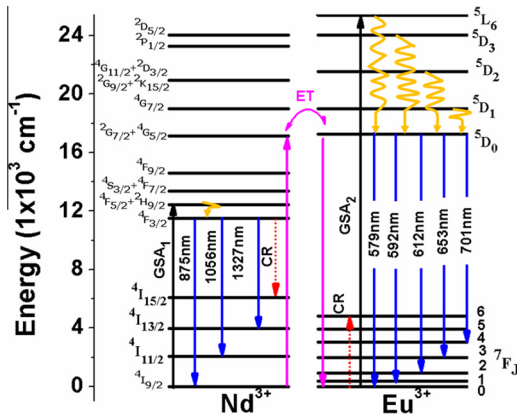 Energy (1x10³ cm⁻¹)
24
20
16
12
8
4
0
²D₅/₂
²P₁/₂
⁴G₁₁/₂+²D₃/₂
²G₉/₂+²K₁₅/₂
⁴G₇/₂
²G₇/₂+⁴G₅/₂
⁴F₉/₂
⁴S₃/₂+⁴F₇/₂
⁴F₅/₂+²H₉/₂
⁴F₃/₂
⁴I₁₅/₂
⁴I₁₃/₂
⁴I₁₁/₂
⁴I₉/₂
GSA₁
875nm
1056nm
1327nm
CR
ET
CR
GSA₂
579nm
592nm
612nm
653nm
701nm
⁵L₆
⁵D₃
⁵D₂
⁵D₁
⁵D₀
6
5
4
3
2
1
0
⁷F_J
Nd³⁺
Eu³⁺